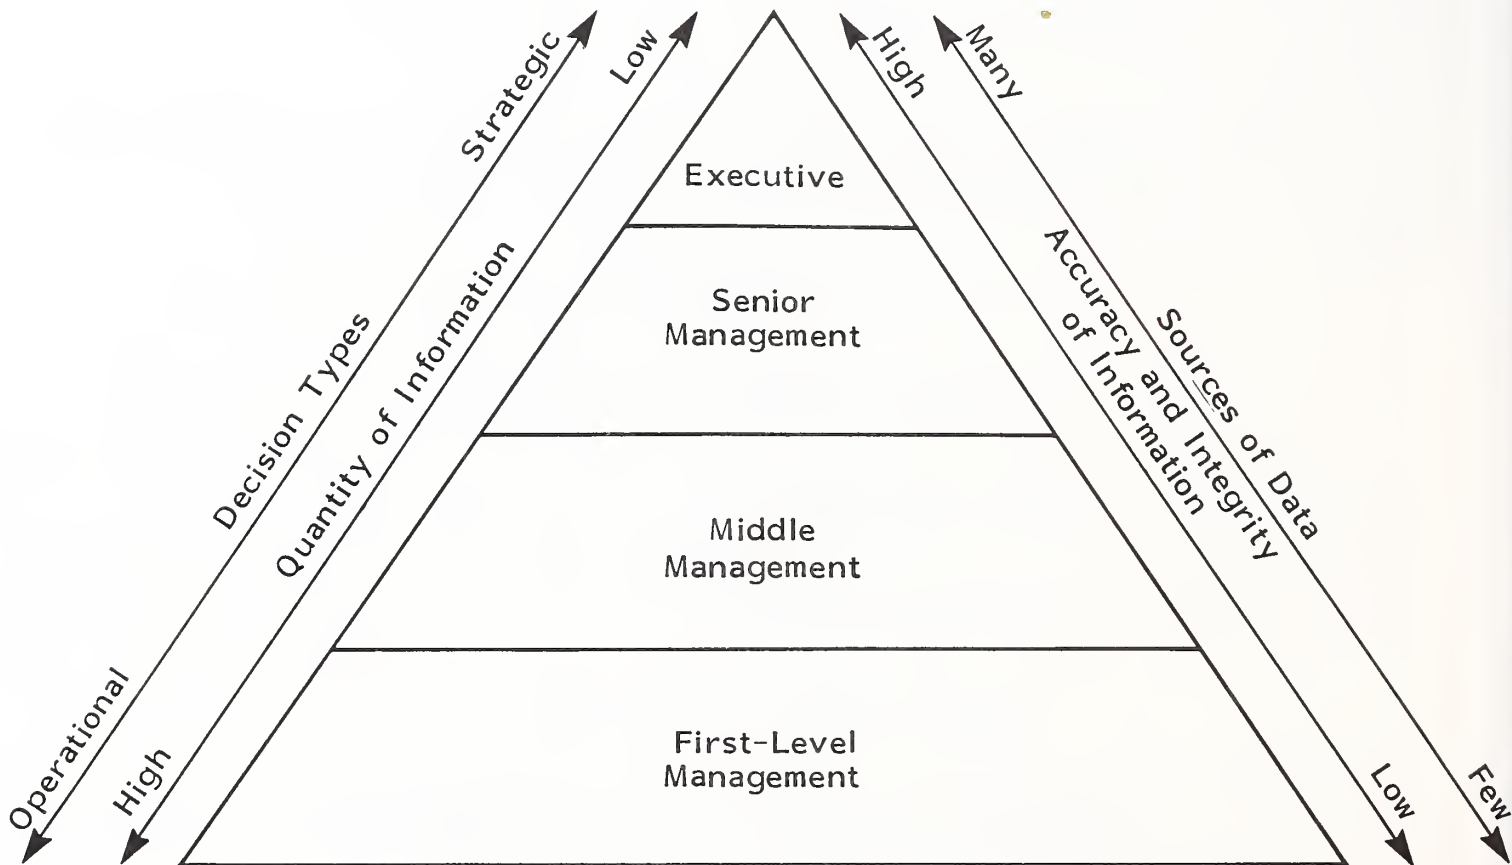 Strategic
Decision Types
Operational
Low
Quantity of Information
High
Executive
Senior
Management
Middle
Management
First-Level
Management
High
Accuracy and Integrity
of Information
Low
Many
Sources of Data
Few